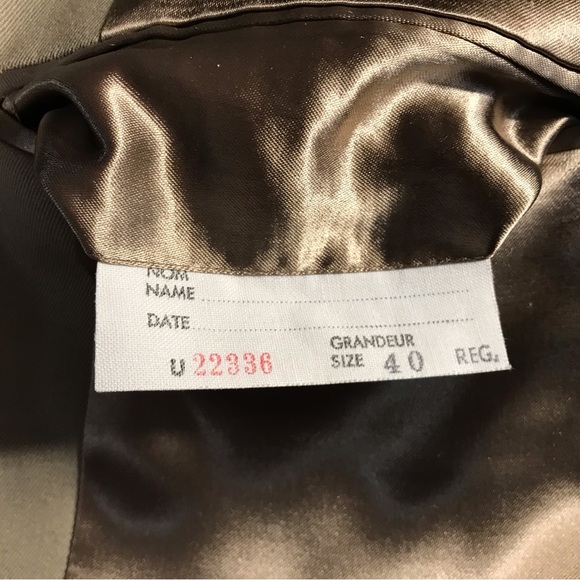 NOM
NAME
DATE
U 22336
GRANDEUR
SIZE 40 REG.